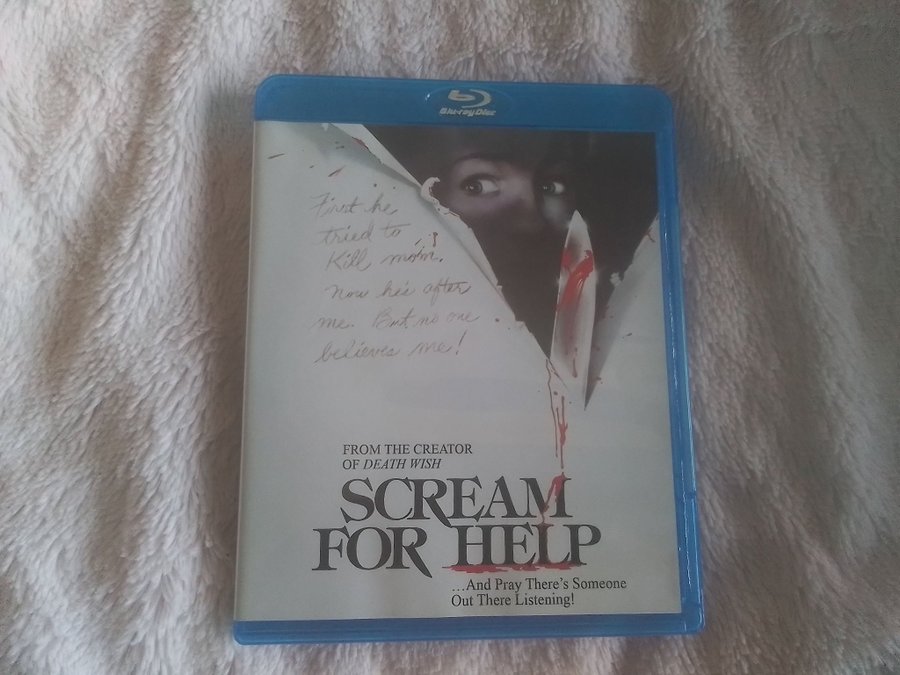 Blu-ray Disc
First he
tried to
Kill mom.
Now he's after
me. But no one
believes me!
FROM THE CREATOR
OF DEATH WISH
SCREAM
FOR HELP
...And Pray There's Someone
Out There Listening!